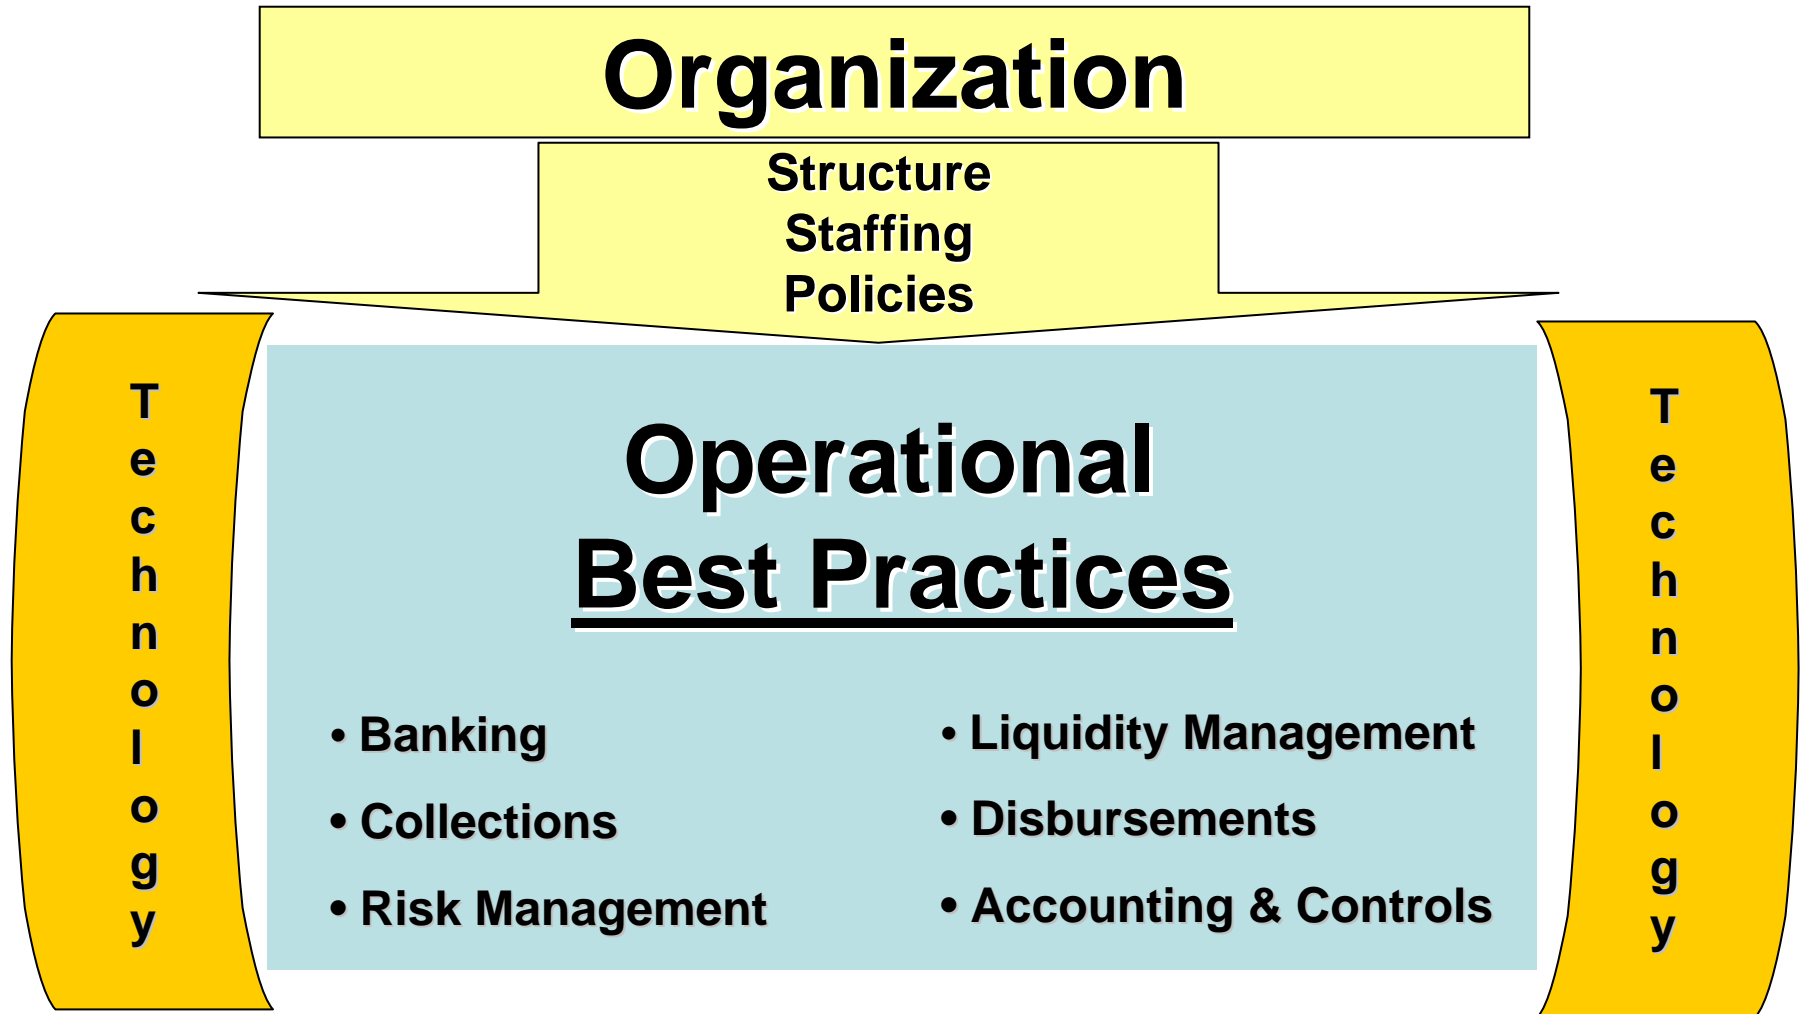 Organization
Structure
Staffing
Policies
Technology
Operational
Best Practices
• Banking
• Collections
• Risk Management
• Liquidity Management
• Disbursements
• Accounting & Controls
Technology